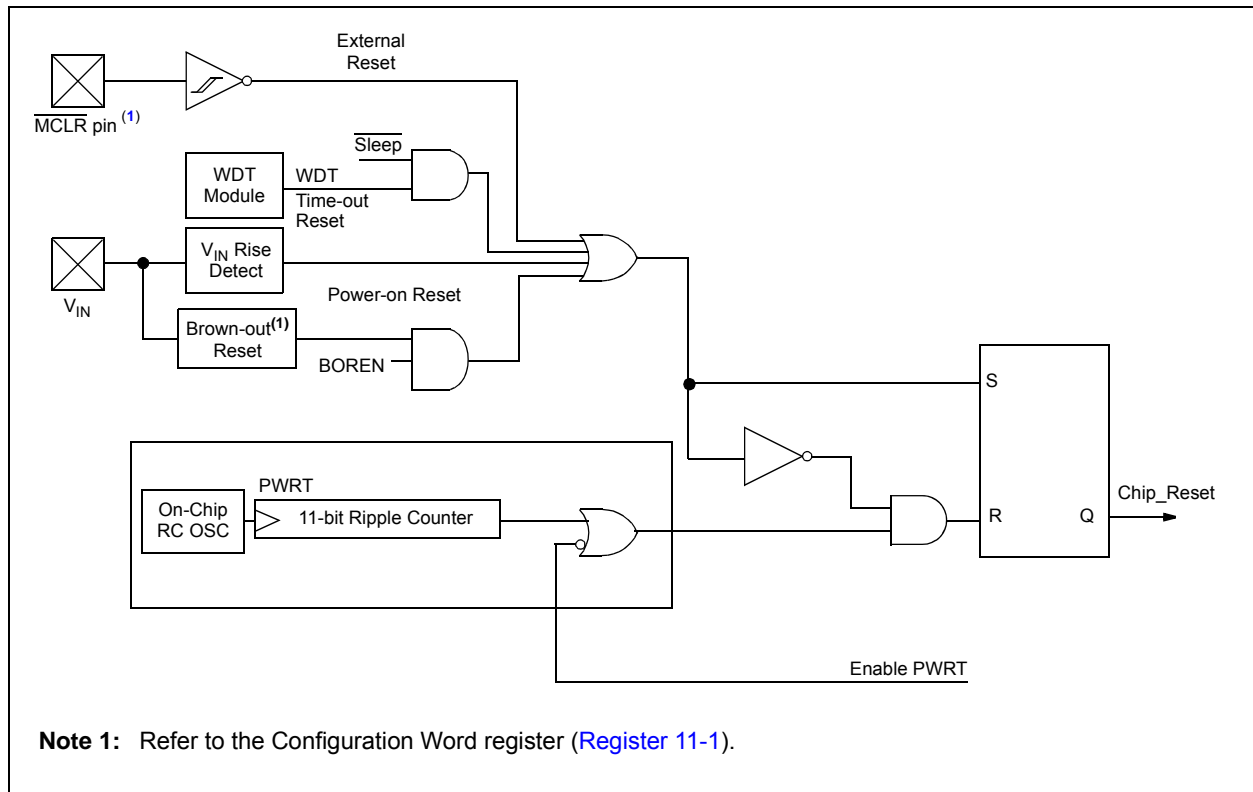 External
Reset
MCLR pin (1)
Sleep
WDT
Module
WDT
Time-out
Reset
VIN
VIN Rise
Detect
Power-on Reset
Brown-out(1)
Reset
BOREN
S
PWRT
On-Chip
RC OSC
11-bit Ripple Counter
R
Q
Chip_Reset
Enable PWRT
Note 1: Refer to the Configuration Word register (Register 11-1).